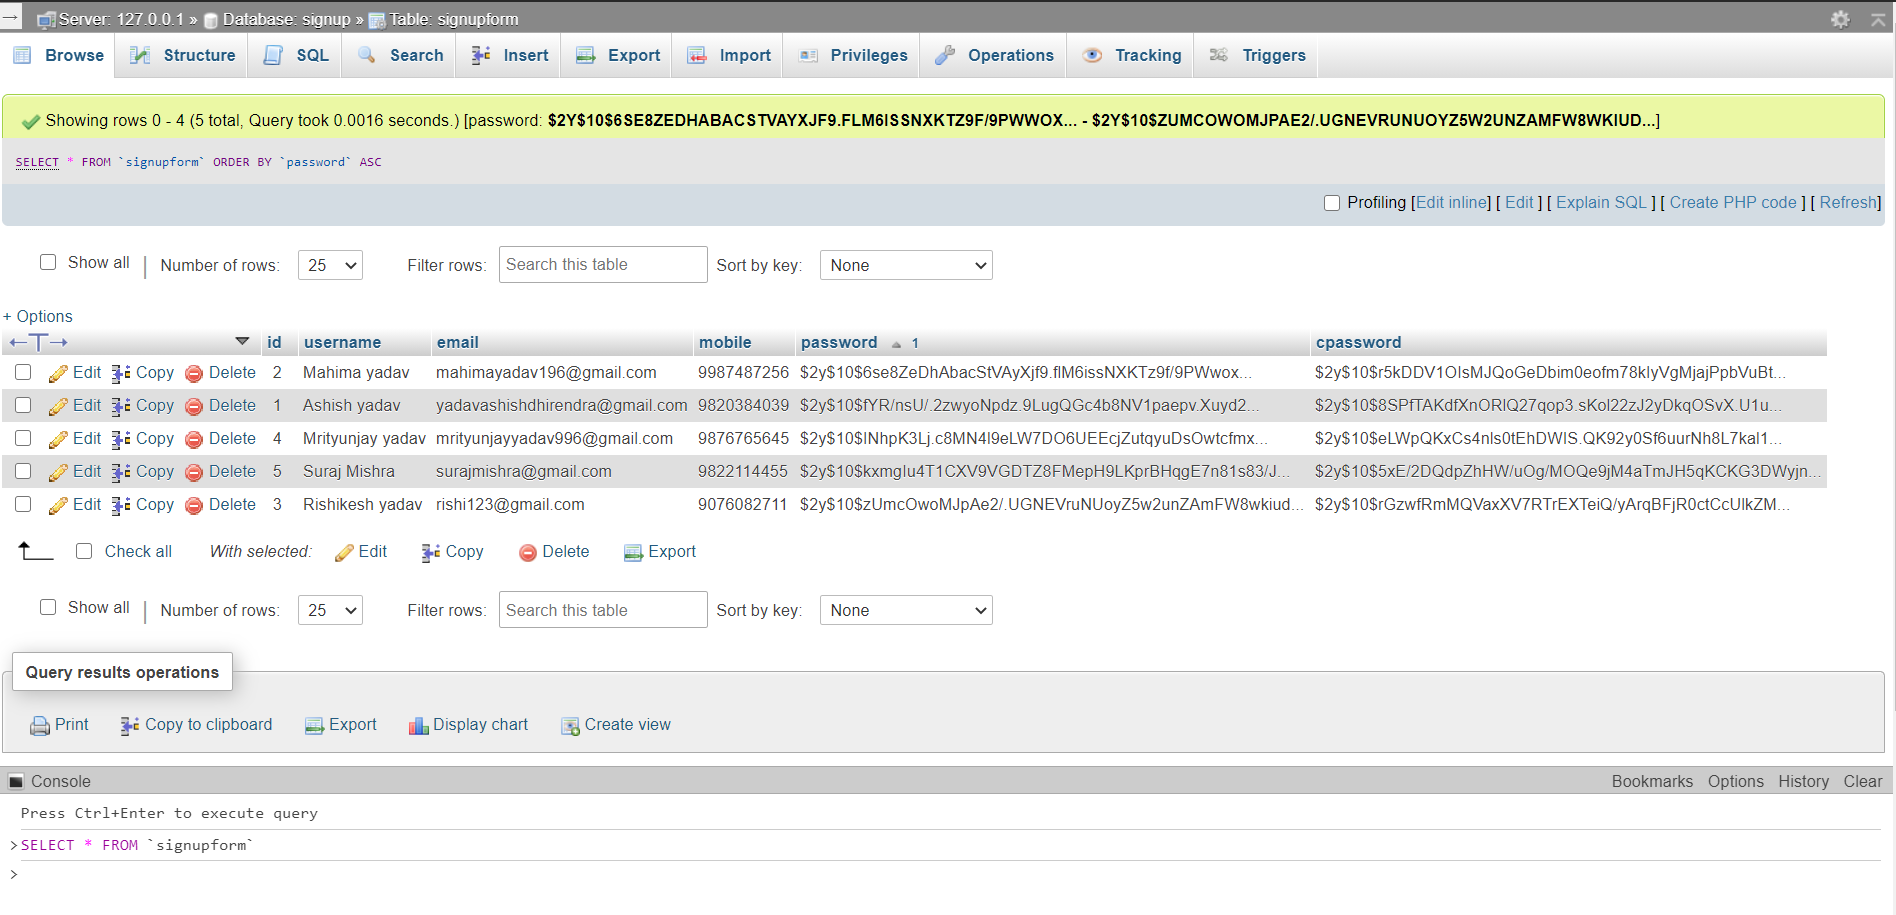 Server: 127.0.0.1 » Database: signup » Table: signupform
Browse Structure SQL Search Insert Export Import Privileges Operations Tracking Triggers
Showing rows 0 - 4 (5 total, Query took 0.0016 seconds.) [password: $2Y$10$6SE8ZEDHABACSTVAYXJF9.FLM6ISSNXKTZ9F/9PWWOX... - $2Y$10$ZUMCOWOMJPAE2/.UGNEVRUNUOYZ5W2UNZAMFW8WKIUD...]
SELECT * FROM `signupform` ORDER BY `password` ASC
Profiling [Edit inline] [ Edit ] [ Explain SQL ] [ Create PHP code ] [ Refresh]
Show all | Number of rows: 25 Filter rows: Search this table Sort by key: None
+ Options
←T→ id username email mobile password 1 cpassword
Edit Copy Delete 2 Mahima yadav mahimayadav196@gmail.com 9987487256 $2y$10$6se8ZeDhAbacStVAyXjf9.flM6issNXKTz9f/9PWwox... $2y$10$r5kDDV1OIsMJQoGeDbim0eofm78klyVgMjajPpbVuBt...
Edit Copy Delete 1 Ashish yadav yadavashishdhirendra@gmail.com 9820384039 $2y$10$fYR/nsU/.2zwyoNpdz.9LugQGc4b8NV1paepv.Xuyd2... $2y$10$8SPfTAKdfXnORlQ27qop3.sKol22zJ2yDkqOSvX.U1u...
Edit Copy Delete 4 Mrityunjay yadav mrityunjayyadav996@gmail.com 9876765645 $2y$10$INhpK3Lj.c8MN4I9eLW7DO6UEEcjZutqyuDsOwtcfmx... $2y$10$eLWpQKxCs4nls0tEhDWIS.QK92y0Sf6uurNh8L7kal1...
Edit Copy Delete 5 Suraj Mishra surajmishra@gmail.com 9822114455 $2y$10$kxmglu4T1CXV9VGDTZ8FMepH9LKprBHqgE7n81s83/J... $2y$10$5xE/2DQdpZhHW/uOg/MOQe9jM4aTmJH5qKCKG3DWyjn...
Edit Copy Delete 3 Rishikesh yadav rishi123@gmail.com 9076082711 $2y$10$zUmcOwoMJpAe2/.UGNEVruNUoyZ5w2unZAmFW8wkiud... $2y$10$rGzwfRmMQVaxXV7RTrEXTeiQ/yArqBFjR0ctCcUlkZM...
Check all With selected: Edit Copy Delete Export
Show all | Number of rows: 25 Filter rows: Search this table Sort by key: None
Query results operations
Print Copy to clipboard Export Display chart Create view
Console Bookmarks Options History Clear
Press Ctrl+Enter to execute query
>SELECT * FROM `signupform`
>